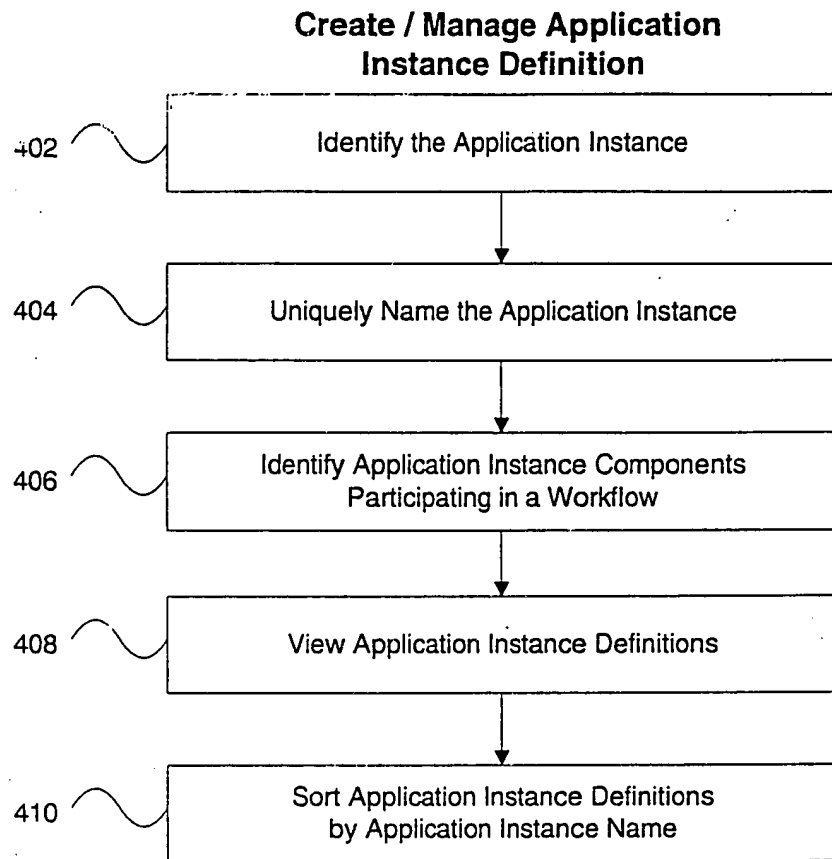 Create / Manage Application
Instance Definition
402
Identify the Application Instance
404
Uniquely Name the Application Instance
406
Identify Application Instance Components
Participating in a Workflow
408
View Application Instance Definitions
410
Sort Application Instance Definitions
by Application Instance Name